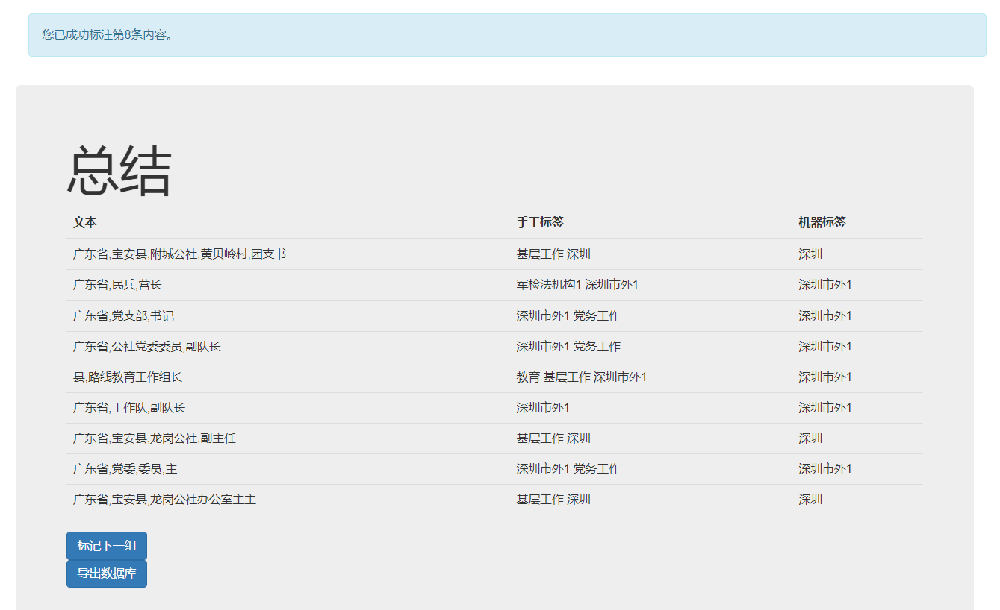 您已成功标注第8条内容。
总结
文本 手工标签 机器标签
广东省,宝安县,附城公社,黄贝岭村,团支书 基层工作 深圳 深圳
广东省,民兵,营长 军检法机构1 深圳市外1 深圳市外1
广东省,党支部,书记 深圳市外1 党务工作 深圳市外1
广东省,公社党委委员,副队长 深圳市外1 党务工作 深圳市外1
县,路线教育工作组长 教育 基层工作 深圳市外1 深圳市外1
广东省,工作队,副队长 深圳市外1 深圳市外1
广东省,宝安县,龙岗公社,副主任 基层工作 深圳 深圳
广东省,党委,委员,主 深圳市外1 党务工作 深圳市外1
广东省,宝安县,龙岗公社办公室主主 基层工作 深圳 深圳
标记下一组
导出数据库